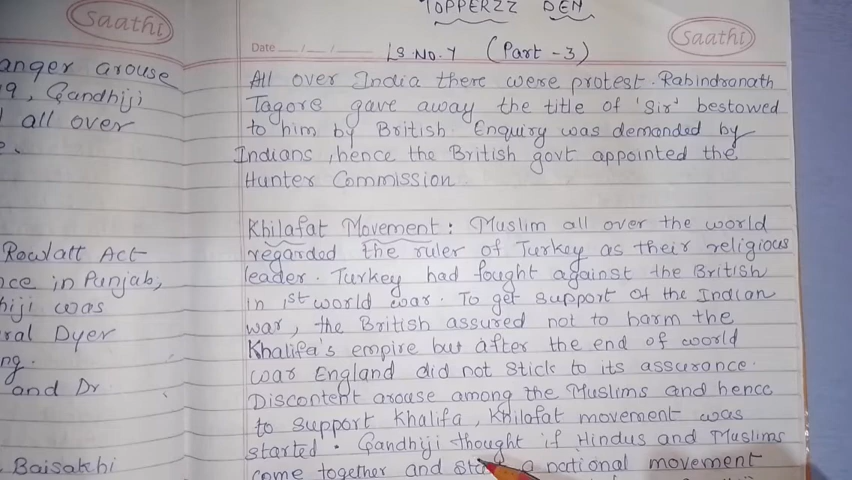 TOPPERZZ DEN
Saathi
Saathi
Date
LS.No.7 (Part-3)
anger arouse
19, Gandhiji
all over
e.
Rowlatt Act
nce in Punjab,
hiji was
ral Dyer
ng.
and Dr
Baisakhi
All over India there were protest. Rabindranath
Tagore gave away the title of 'Sir' bestowed
to him by British. Enquiry was demanded by
Indians, hence the British govt appointed the
Hunter Commission.
Khilafat Movement: Muslim all over the world
regarded the ruler of Turkey as their religious
leader. Turkey had fought against the British
in 1st world war. To get support of the Indian
war, the British assured not to harm the
Khalifa's empire but after the end of world
war England did not stick to its assurance.
Discontent arouse among the Muslims and hence
to support Khalifa, Khilafat movement was
started. Gandhiji thought if Hindus and Muslims
come together and start a national movement